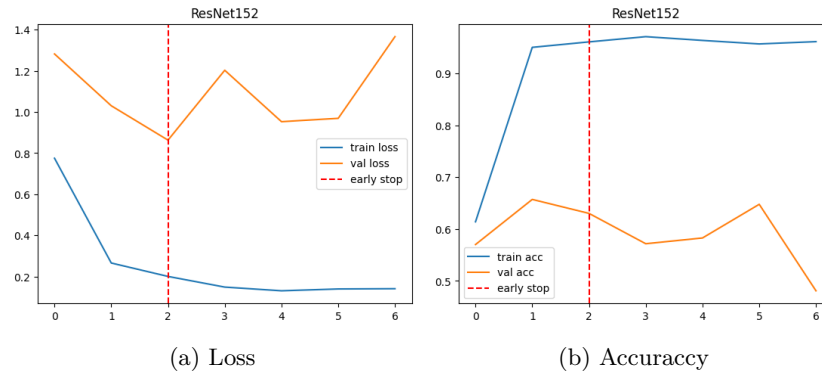 ResNet152
1.4
1.2
1.0
0.8
0.6
0.4
0.2
0 1 2 3 4 5 6
train loss
val loss
early stop
(a) Loss
ResNet152
0.9
0.8
0.7
0.6
0.5
0 1 2 3 4 5 6
train acc
val acc
early stop
(b) Accuraccy